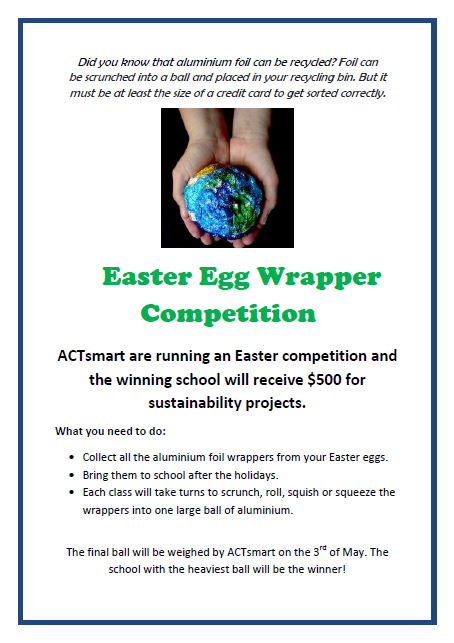 Did you know that aluminium foil can be recycled? Foil can
be scrunched into a ball and placed in your recycling bin. But it
must be at least the size of a credit card to get sorted correctly.
Easter Egg Wrapper
Competition
ACTsmart are running an Easter competition and
the winning school will receive $500 for
sustainability projects.
What you need to do:
• Collect all the aluminium foil wrappers from your Easter eggs.
• Bring them to school after the holidays.
• Each class will take turns to scrunch, roll, squish or squeeze the
wrappers into one large ball of aluminium.
The final ball will be weighed by ACTsmart on the 3rd of May. The
school with the heaviest ball will be the winner!